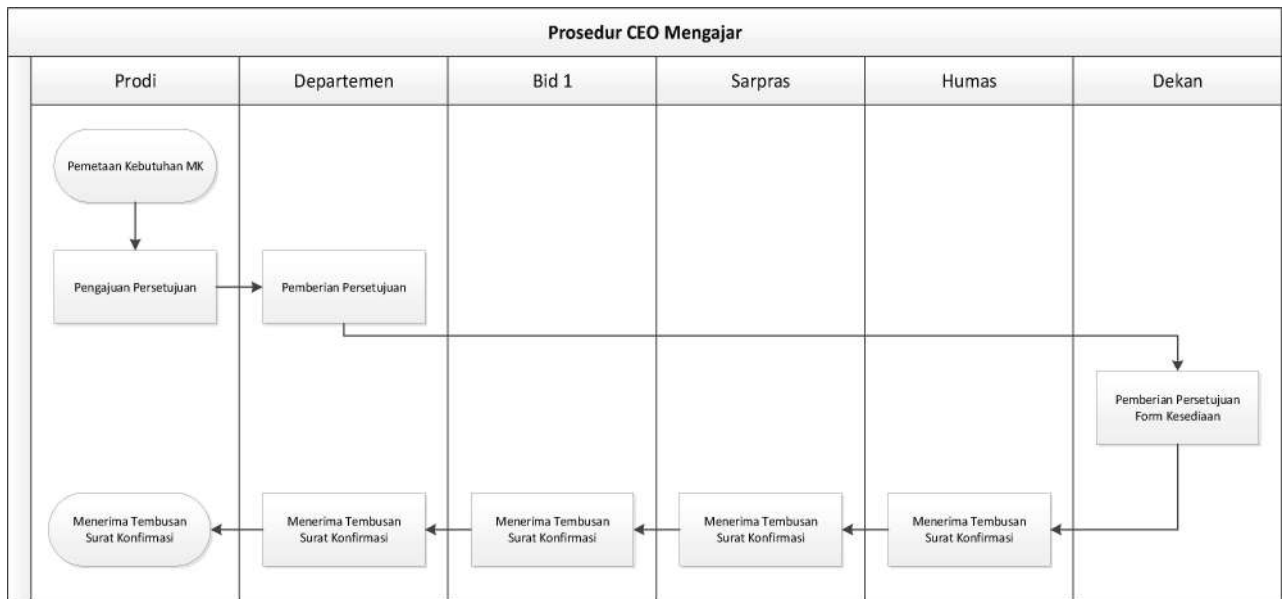 Prosedur CEO Mengajar
Prodi
Departemen
Bid 1
Sarpras
Humas
Dekan
Pemetaan Kebutuhan MK
Pengajuan Persetujuan
Pemberian Persetujuan
Pemberian Persetujuan
Form Kesediaan
Menerima Tembusan
Surat Konfirmasi
Menerima Tembusan
Surat Konfirmasi
Menerima Tembusan
Surat Konfirmasi
Menerima Tembusan
Surat Konfirmasi
Menerima Tembusan
Surat Konfirmasi